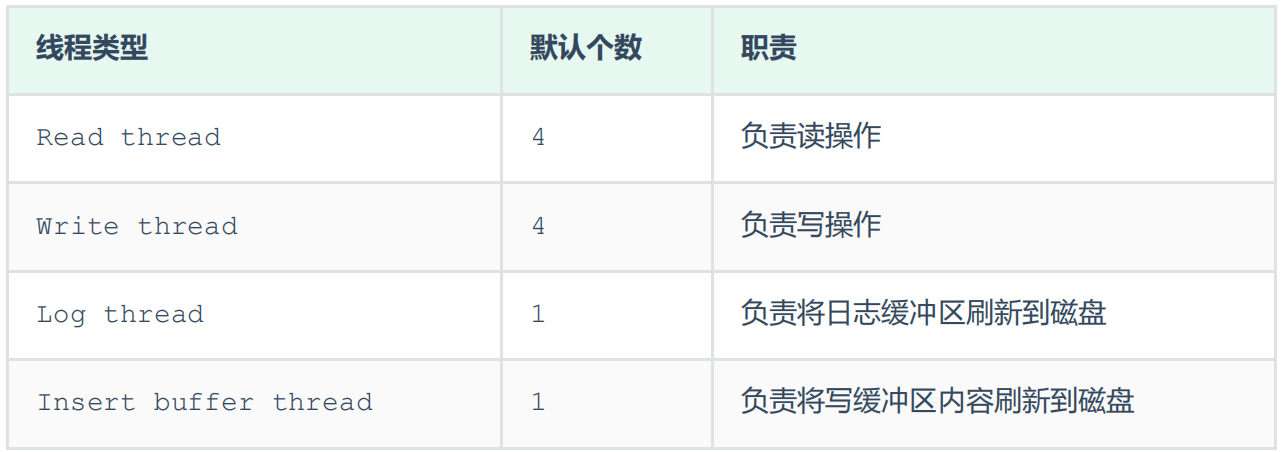 线程类型 默认个数 职责
Read thread 4 负责读操作
Write thread 4 负责写操作
Log thread 1 负责将日志缓冲区刷新到磁盘
Insert buffer thread 1 负责将写缓冲区内容刷新到磁盘